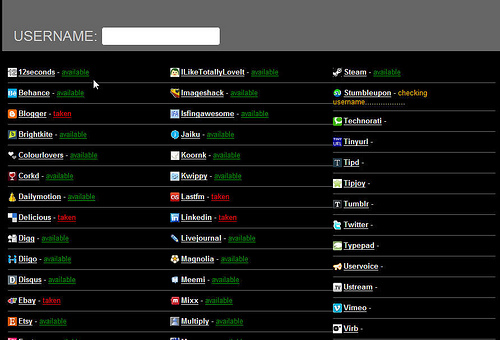 USERNAME:
12seconds - available
Behance - available
Blogger - taken
Brightkite - available
Colourlovers - available
Corkd - available
Dailymotion - available
Delicious - taken
Digg - available
Diigo - available
Disqus - available
Ebay - taken
Etsy - available
ILikeTotallyLoveIt - available
Imageshack - available
Isfingawesome - available
Jaiku - available
Koornk - available
Kwippy - available
Lastfm - taken
Linkedin - taken
Livejournal - available
Magnolia - available
Meemi - available
Mixx - available
Multiply - available
Steam - available
Stumbleupon - checking
username..................
Technorati -
Tinyurl -
Tipd -
Tipjoy -
Tumblr -
Twitter -
Typepad -
Uservoice -
Ustream -
Vimeo -
Virb -